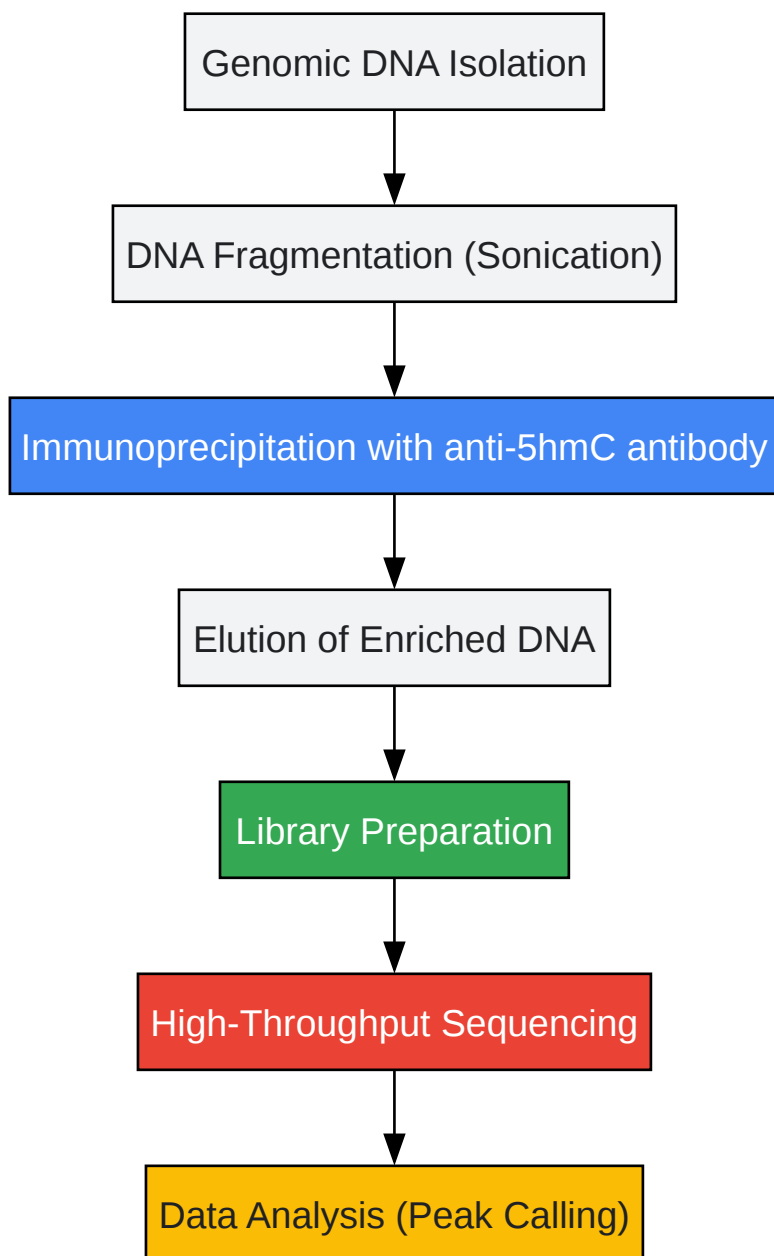 Genomic DNA Isolation
DNA Fragmentation (Sonication)
Immunoprecipitation with anti-5hmC antibody
Elution of Enriched DNA
Library Preparation
High-Throughput Sequencing
Data Analysis (Peak Calling)